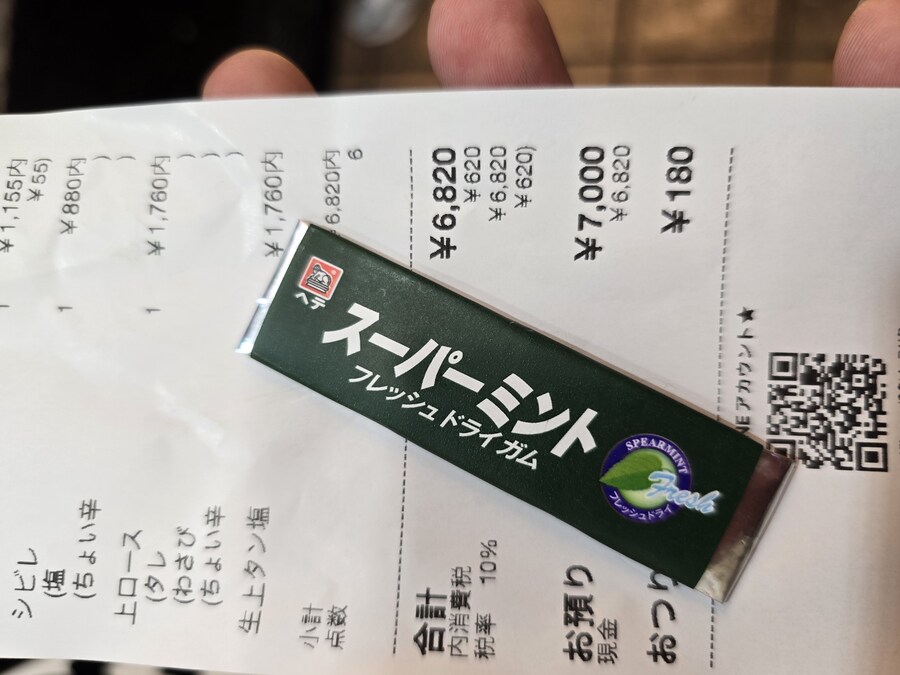 1 ¥1,155内
¥55)
シビレ 1 ¥880内
(塩 )
(ちょい辛 )
上ロース 1 ¥1,760内
(タレ )
(わさび )
(ちょい辛 )
生上タン塩 ¥1,760内
小計 6,820内
点数 6
合計 ¥6,820
内消費税 ¥620
税率 10% ¥6,820
¥620)
お預り ¥7,000
現金 ¥6,820
おつり ¥180
アカウント★
ヘテ
スーパーミント
フレッシュドライガム
SPEARMINT
Fresh
フレッシュドライ